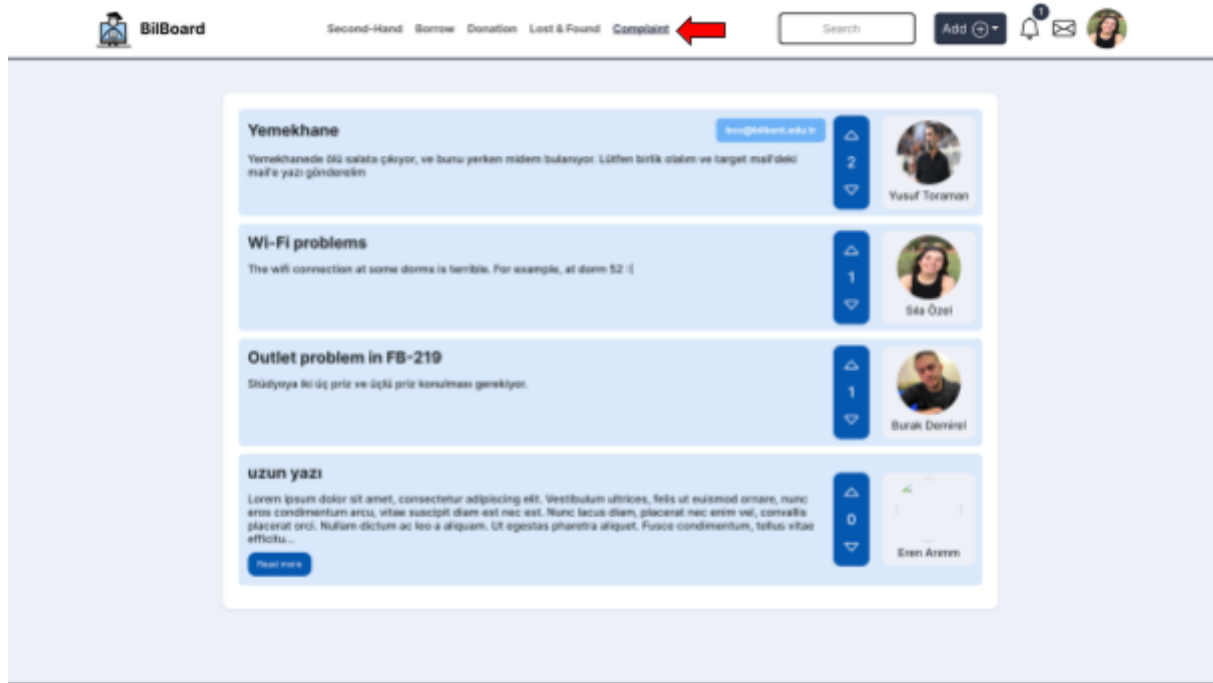 BilBoard
Second-Hand Borrow Donation Lost & Found Complaint
Search
Add
1
Yemekhane
bcc@bilkent.edu.tr
Yemekhanede ölü salata çıkıyor, ve bunu yerken midem bulanıyor. Lütfen birlik olalım ve target mail'deki
mail'e yazı gönderelim
2
Yusuf Toraman
Wi-Fi problems
The wifi connection at some dorms is terrible. For example, at dorm 52 :(
1
Sıla Özel
Outlet problem in FB-219
Stüdyoya iki üç priz ve üçlü priz konulması gerekiyor.
1
Burak Demirel
uzun yazı
Lorem ipsum dolor sit amet, consectetur adipiscing elit. Vestibulum ultrices, felis ut euismod ornare, nunc
eros condimentum arcu, vitae suscipit diam est nec est. Nunc lacus diam, placerat nec enim vel, convallis
placerat orci. Nullam dictum ac leo a aliquam. Ut egestas pharetra aliquet. Fusce condimentum, tellus vitae
efficitu...
Read more
0
Eren Arımm